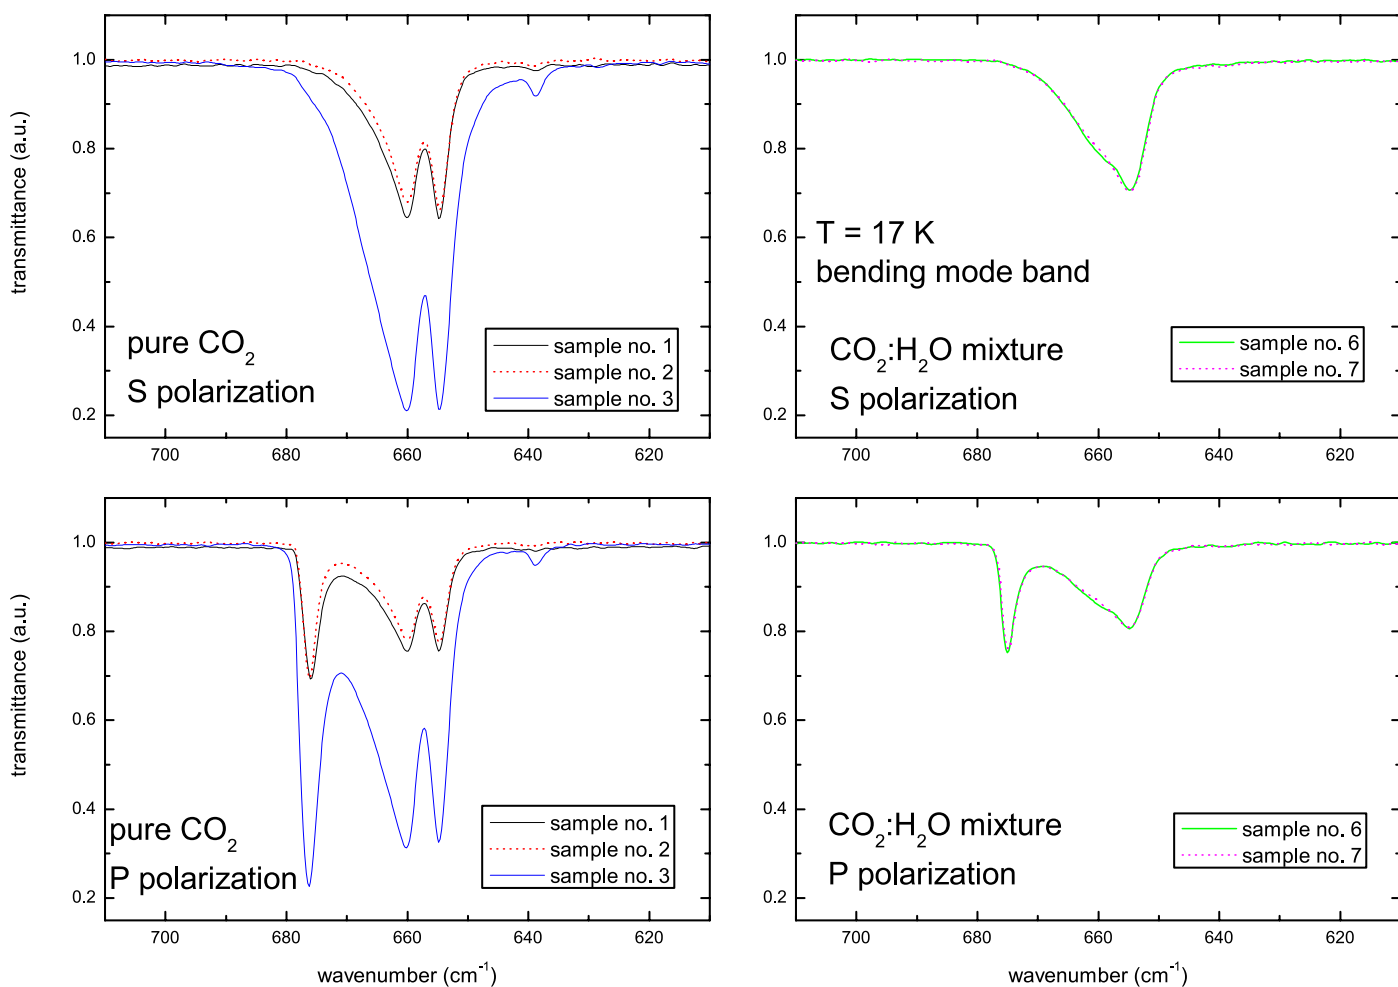 1.0
0.8
0.6
0.4
0.2
transmittance (a.u.)
pure CO2
S polarization
sample no. 1
sample no. 2
sample no. 3
700 680 660 640 620
1.0
0.8
0.6
0.4
0.2
T = 17 K
bending mode band
CO2:H2O mixture
S polarization
sample no. 6
sample no. 7
700 680 660 640 620
1.0
0.8
0.6
0.4
0.2
transmittance (a.u.)
pure CO2
P polarization
sample no. 1
sample no. 2
sample no. 3
700 680 660 640 620
wavenumber (cm-1)
1.0
0.8
0.6
0.4
0.2
CO2:H2O mixture
P polarization
sample no. 6
sample no. 7
700 680 660 640 620
wavenumber (cm-1)